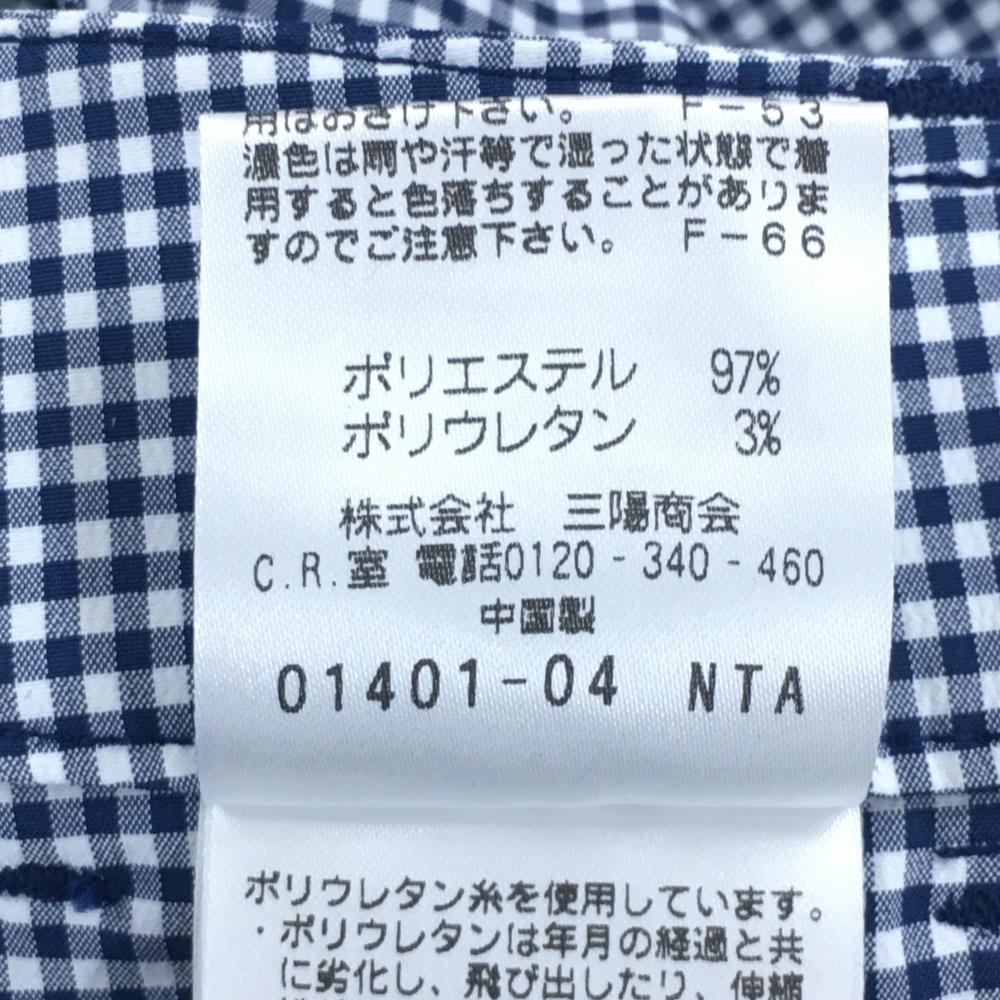 用はおさけ下さい。 F-53
濃色は雨や汗等で湿った状態で着
用すると色落ちすることがありま
すのでご注意下さい。 F-66
ポリエステル 97%
ポリウレタン 3%
株式会社 三陽商会
C.R.室 電話0120-340-460
中国製
01401-04 NTA
ポリウレタン糸を使用しています。
・ポリウレタンは年月の経過と共
に劣化し、飛び出したり、伸縮